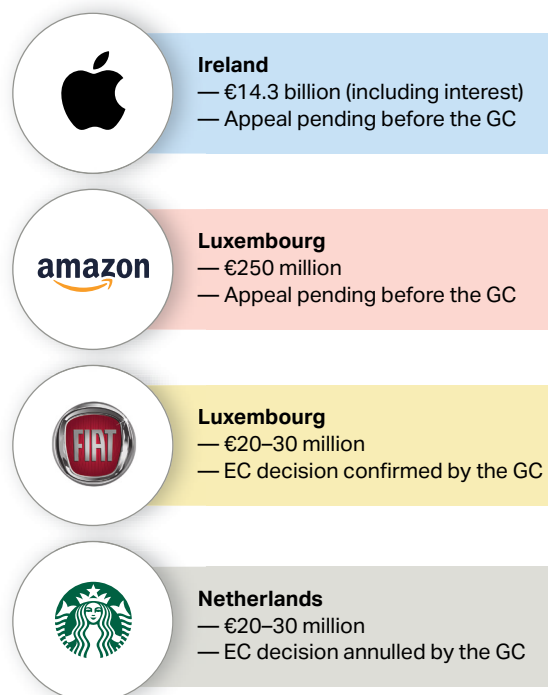 Ireland
— €14.3 billion (including interest)
— Appeal pending before the GC
amazon
Luxembourg
— €250 million
— Appeal pending before the GC
FIAT
Luxembourg
— €20–30 million
— EC decision confirmed by the GC
Netherlands
— €20–30 million
— EC decision annulled by the GC